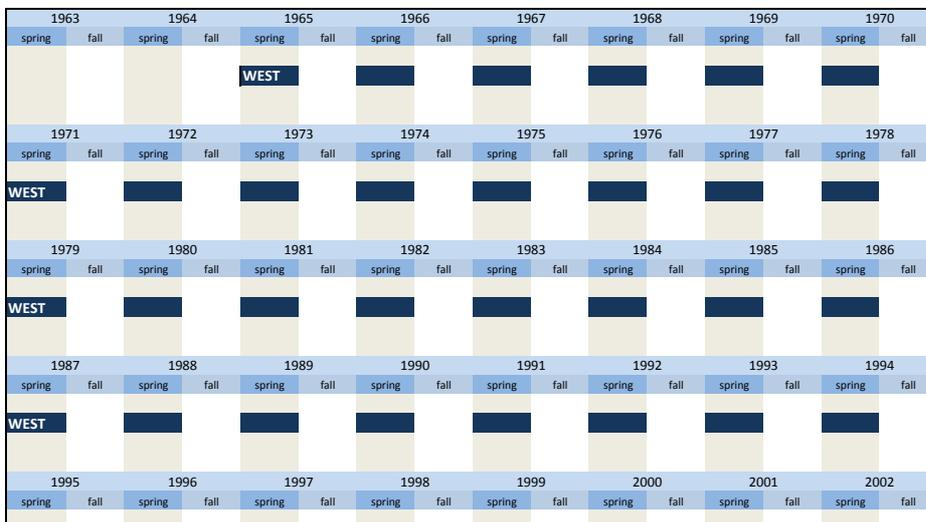 1963 1964 1965 1966 1967 1968 1969 1970
spring fall spring fall spring fall spring fall spring fall spring fall spring fall spring fall
WEST
1971 1972 1973 1974 1975 1976 1977 1978
spring fall spring fall spring fall spring fall spring fall spring fall spring fall spring fall
WEST
1979 1980 1981 1982 1983 1984 1985 1986
spring fall spring fall spring fall spring fall spring fall spring fall spring fall spring fall
WEST
1987 1988 1989 1990 1991 1992 1993 1994
spring fall spring fall spring fall spring fall spring fall spring fall spring fall spring fall
WEST
1995 1996 1997 1998 1999 2000 2001 2002
spring fall spring fall spring fall spring fall spring fall spring fall spring fall spring fall